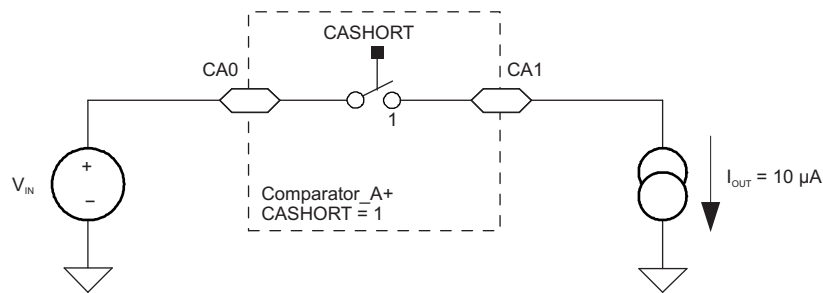 CASHORT
CA0
CA1
1
+
−
V_IN
Comparator_A+
CASHORT = 1
I_OUT = 10 µA